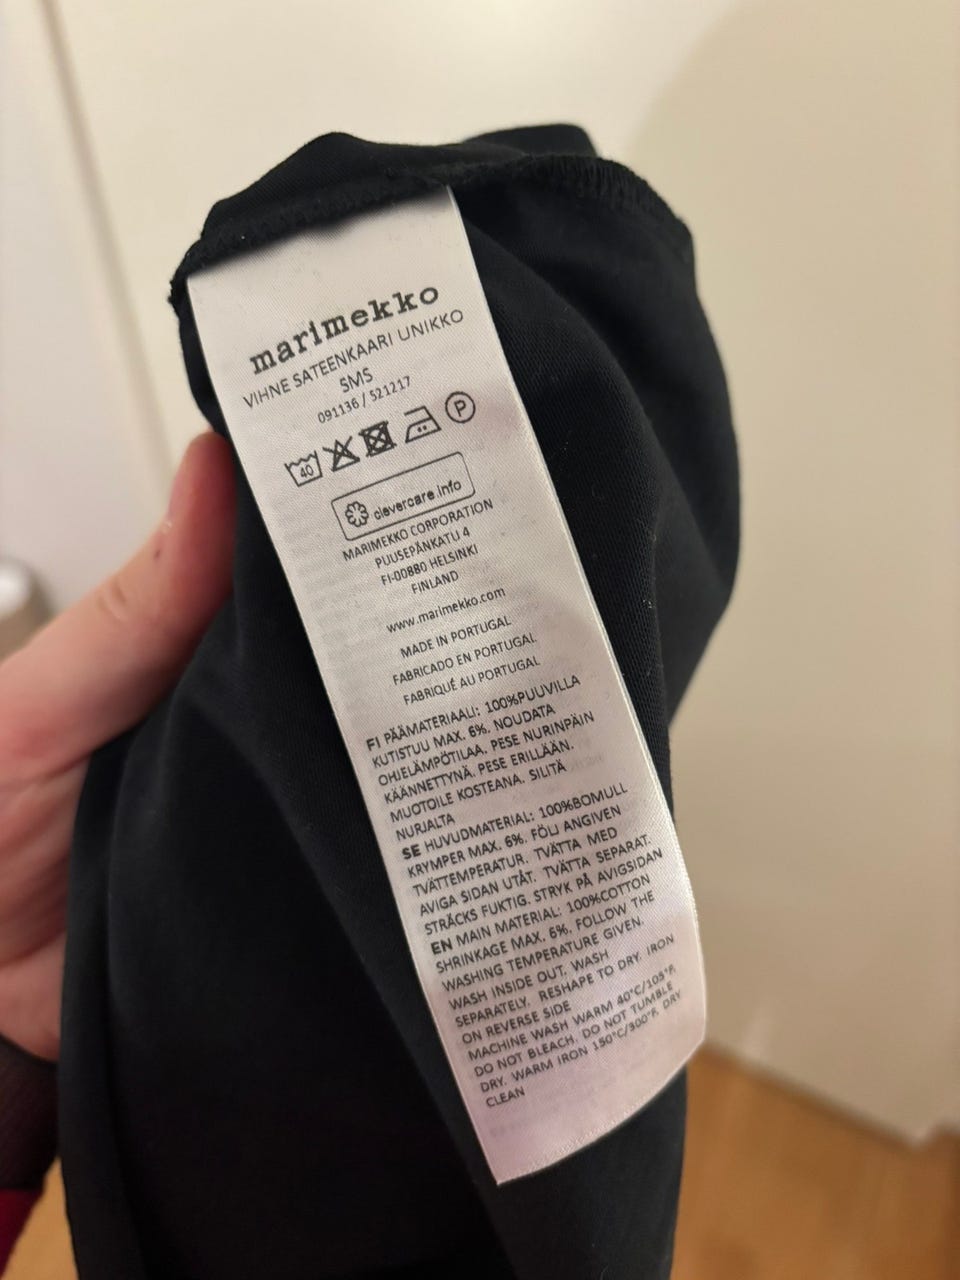 marimekko
VIHNE SATEENKAARI UNIKKO
SMS
091136 / 521217
40
P
clevercare.info
MARIMEKKO CORPORATION
PUUSEPÄNKATU 4
FI-00880 HELSINKI
FINLAND
www.marimekko.com
MADE IN PORTUGAL
FABRICADO EN PORTUGAL
FABRIQUÉ AU PORTUGAL
FI PÄÄMATERIAALI: 100%PUUVILLA
KUTISTUU MAX. 6%. NOUDATA
OHJELÄMPÖTILAA. PESE NURINPÄIN
KÄÄNNETTYNÄ. PESE ERILLÄÄN.
MUOTOILE KOSTEANA. SILITÄ
NURJALTA
SE HUVUDMATERIAL: 100%BOMULL
KRYMPER MAX. 6%. FÖLJ ANGIVEN
TVÄTTEMPERATUR. TVÄTTA MED
AVIGA SIDAN UTÅT. TVÄTTA SEPARAT.
STRÄCKS FUKTIG. STRYK PÅ AVIGSIDAN
EN MAIN MATERIAL: 100%COTTON
SHRINKAGE MAX. 6%. FOLLOW THE
WASHING TEMPERATURE GIVEN.
WASH INSIDE OUT. WASH
SEPARATELY. RESHAPE TO DRY. IRON
ON REVERSE SIDE
MACHINE WASH WARM 40°C/105°F.
DO NOT BLEACH. DO NOT TUMBLE
DRY. WARM IRON 150°C/300°F. DRY
CLEAN